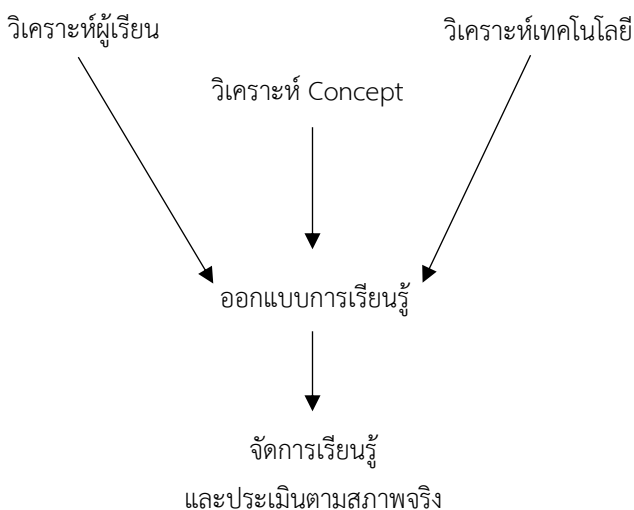 วิเคราะห์ผู้เรียน
วิเคราะห์เทคโนโลยี
วิเคราะห์ Concept
ออกแบบการเรียนรู้
จัดการเรียนรู้
และประเมินตามสภาพจริง